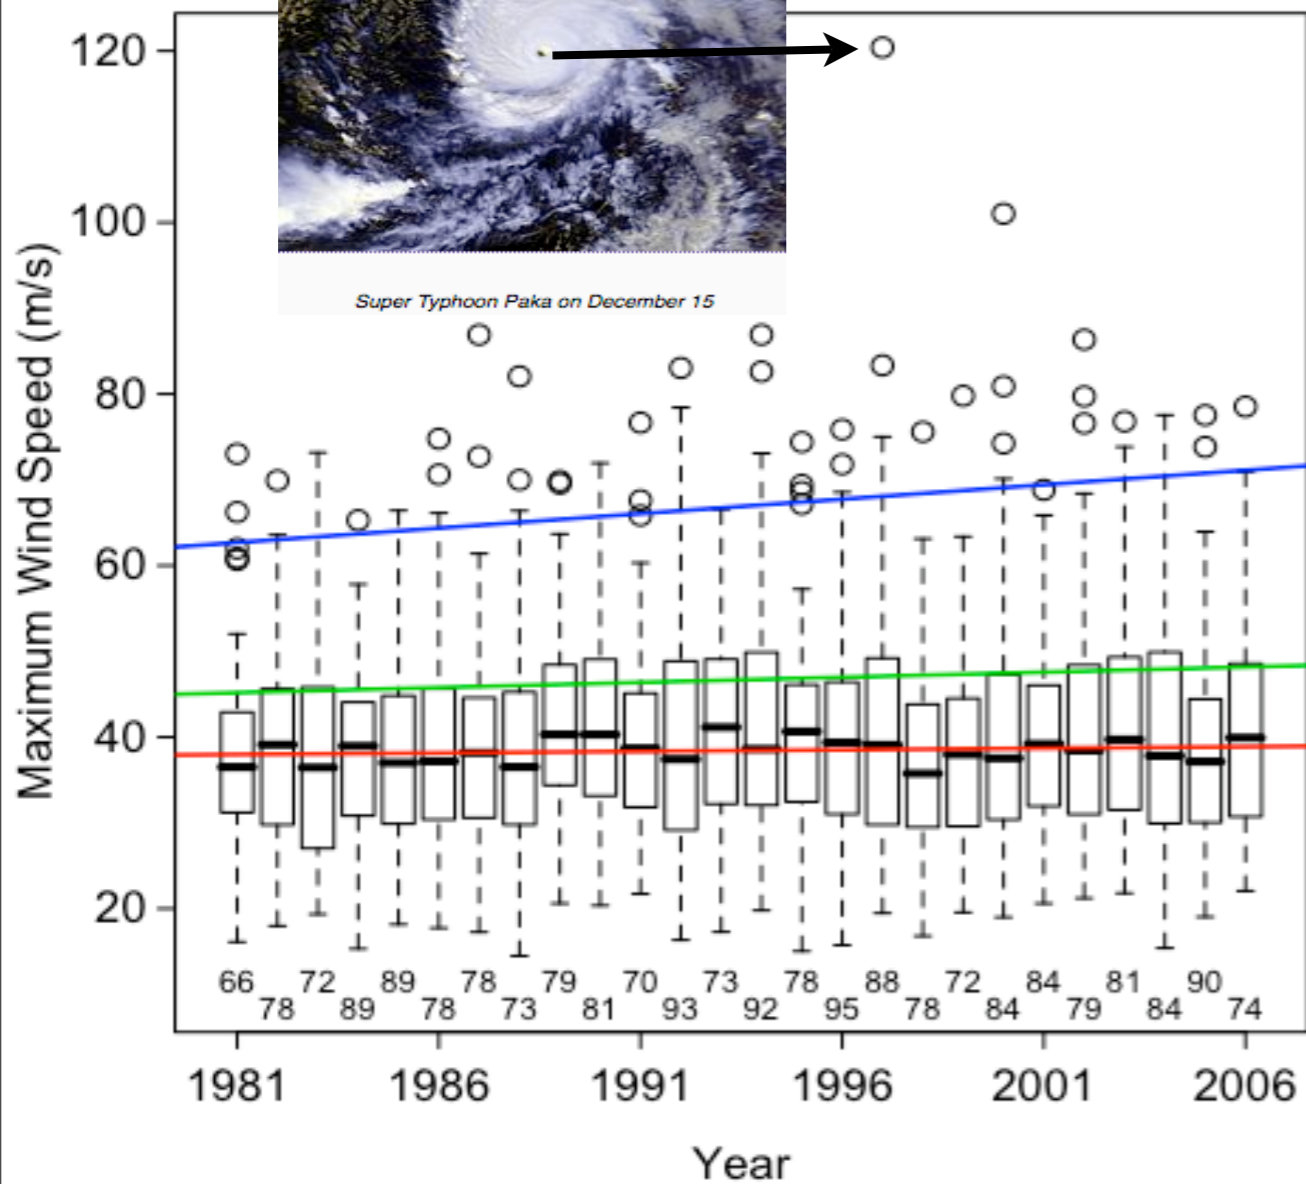 120
100
80
60
40
20
Maximum Wind Speed (m/s)
Super Typhoon Paka on December 15
66 72 89 78 79 70 73 78 88 72 84 81 90
78 89 78 73 81 93 92 95 78 84 79 84 74
1981 1986 1991 1996 2001 2006
Year